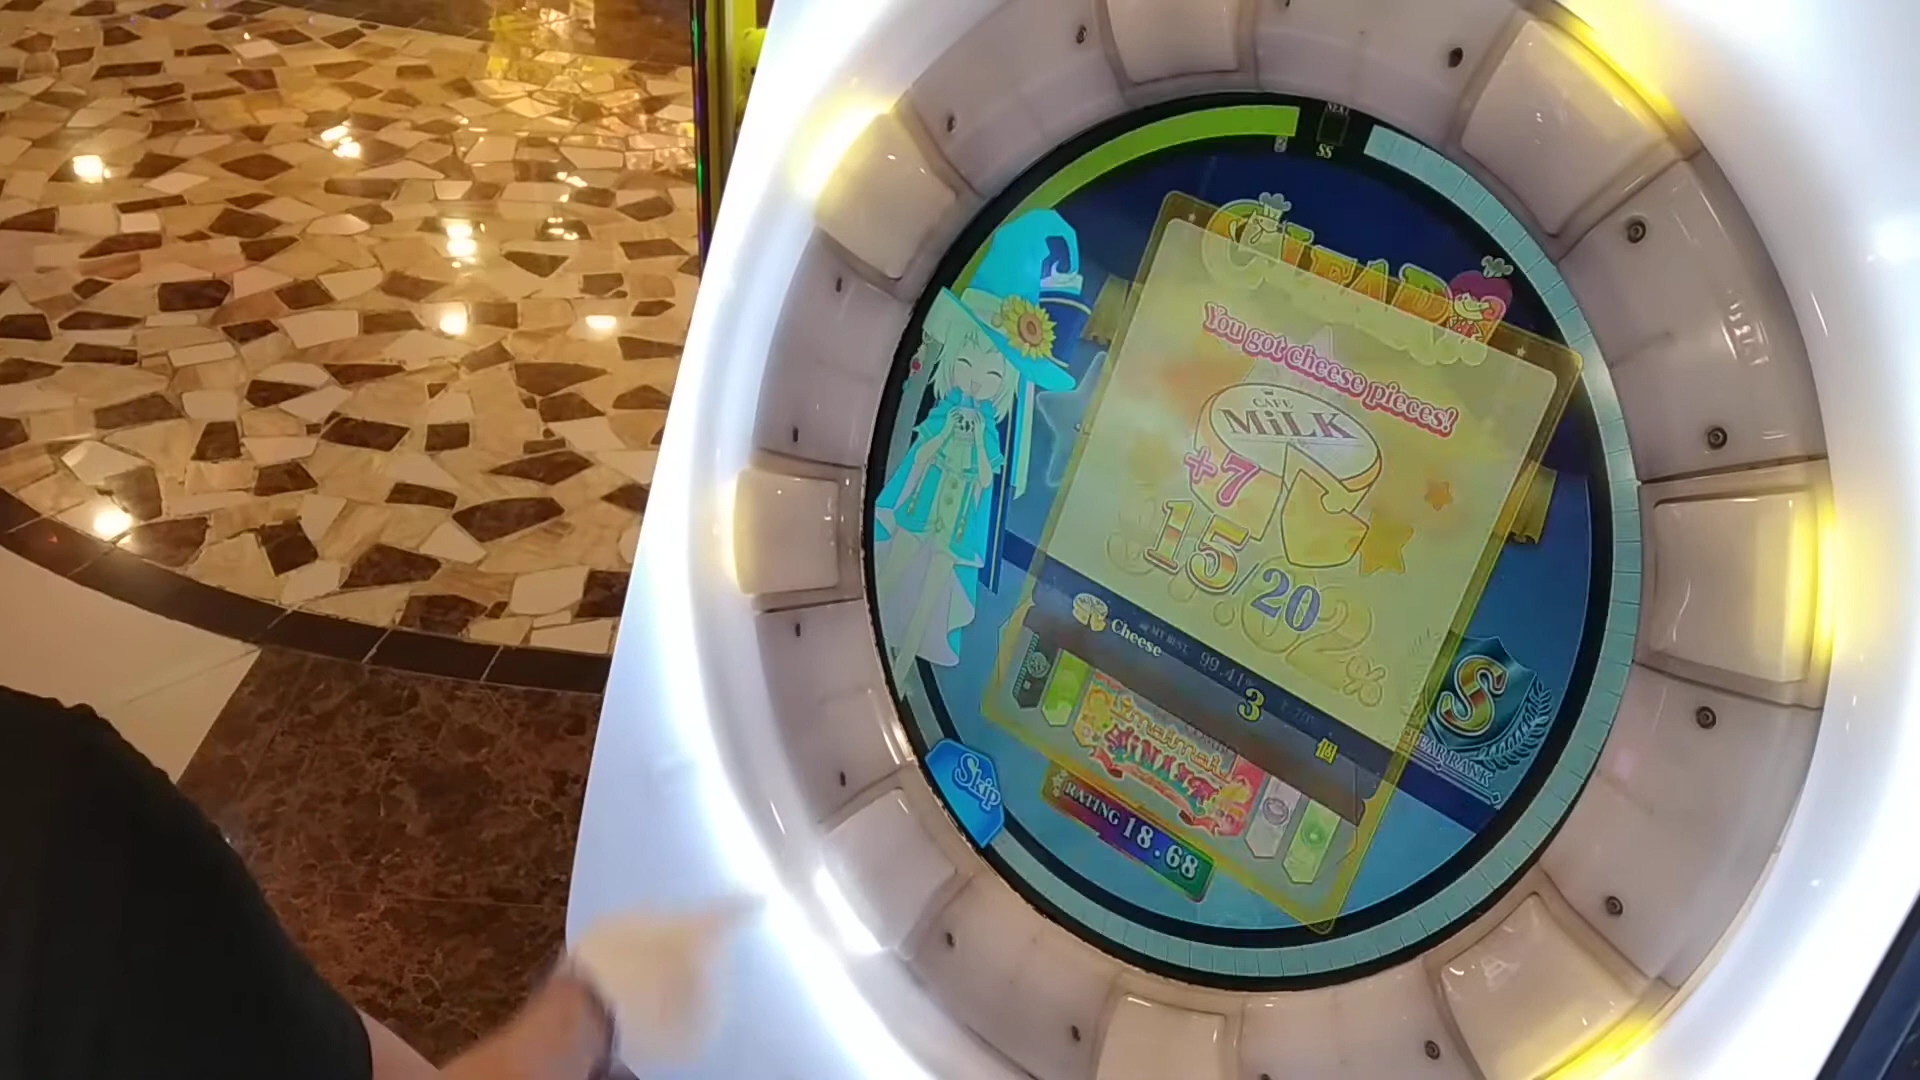 NEXT
SS
CLEAR
You got cheese pieces!
CAFE
MiLK
+7
15/20
MY BEST 99.41%
Cheese
3
個
S
CLEAR RANK
Skip
RATING 18.68